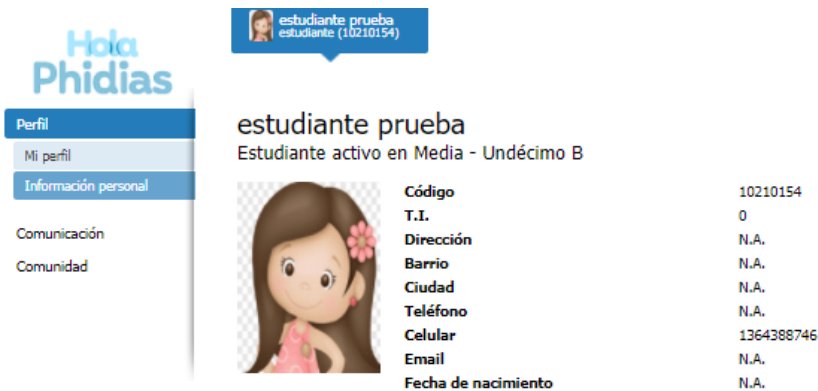 Hola
Phidias
estudiante prueba
estudiante (10210154)
Perfil
Mi perfil
Información personal
Comunicación
Comunidad
estudiante prueba
Estudiante activo en Media - Undécimo B
Código 10210154
T.I. 0
Dirección N.A.
Barrio N.A.
Ciudad N.A.
Teléfono N.A.
Celular 1364388746
Email N.A.
Fecha de nacimiento N.A.